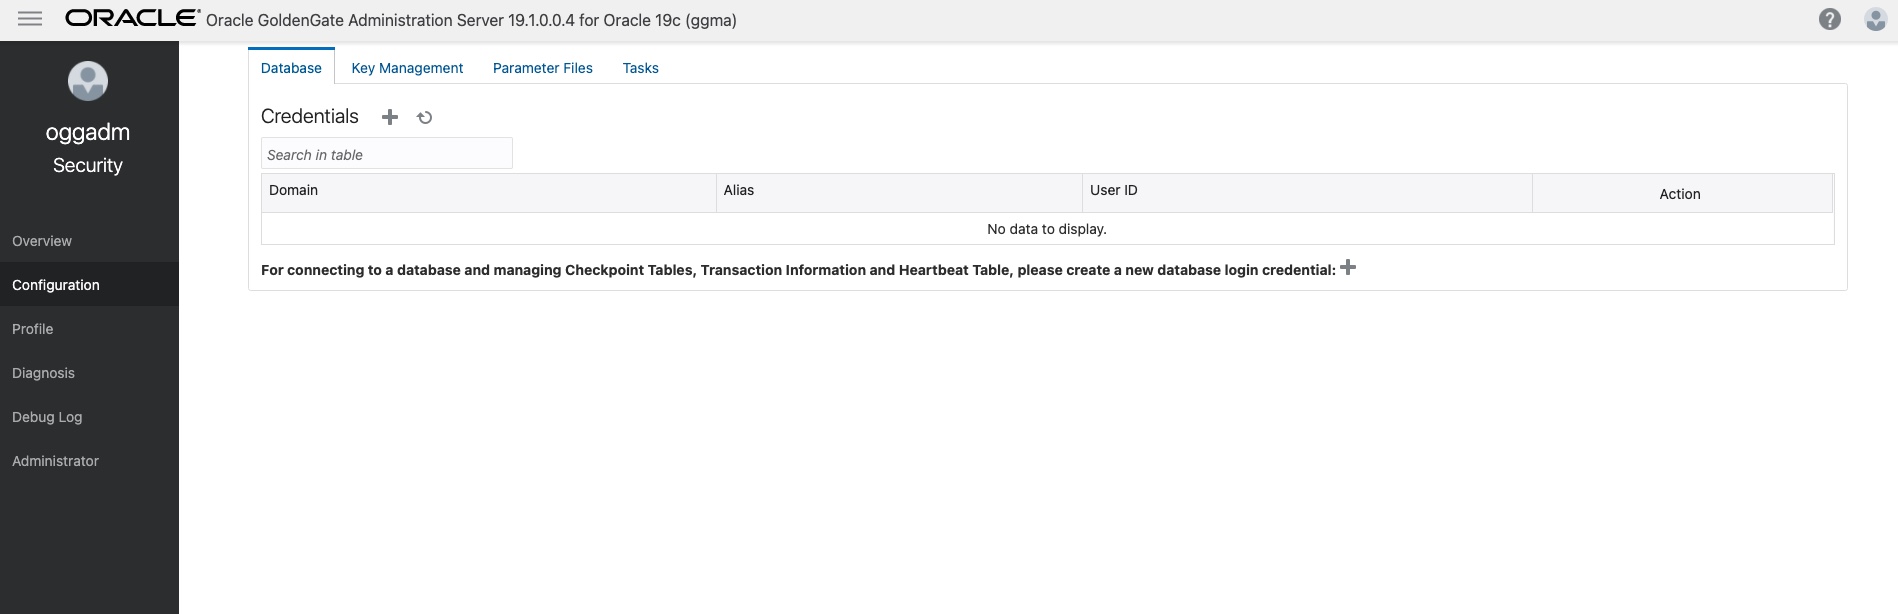 ORACLE Oracle GoldenGate Administration Server 19.1.0.0.4 for Oracle 19c (ggma)
oggadm
Security
Overview
Configuration
Profile
Diagnosis
Debug Log
Administrator
Database Key Management Parameter Files Tasks
Credentials
Search in table
Domain Alias User ID Action
No data to display.
For connecting to a database and managing Checkpoint Tables, Transaction Information and Heartbeat Table, please create a new database login credential: